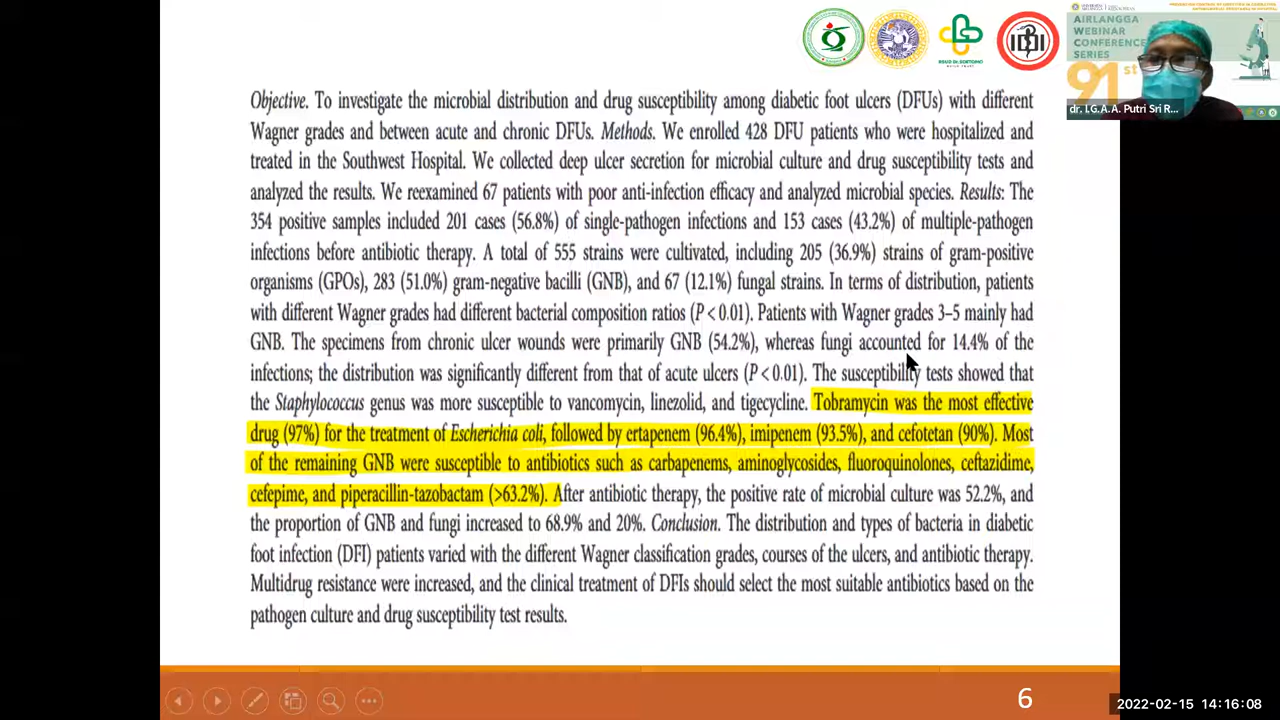 AIRLANGGA
WEBINAR
CONFERENCE
SERIES
91st
dr. I.G.A.A. Putri Sri R...
Objective. To investigate the microbial distribution and drug susceptibility among diabetic foot ulcers (DFUs) with different
Wagner grades and between acute and chronic DFUs. Methods. We enrolled 428 DFU patients who were hospitalized and
treated in the Southwest Hospital. We collected deep ulcer secretion for microbial culture and drug susceptibility tests and
analyzed the results. We reexamined 67 patients with poor anti-infection efficacy and analyzed microbial species. Results: The
354 positive samples included 201 cases (56.8%) of single-pathogen infections and 153 cases (43.2%) of multiple-pathogen
infections before antibiotic therapy. A total of 555 strains were cultivated, including 205 (36.9%) strains of gram-positive
organisms (GPOs), 283 (51.0%) gram-negative bacilli (GNB), and 67 (12.1%) fungal strains. In terms of distribution, patients
with different Wagner grades had different bacterial composition ratios (P < 0.01). Patients with Wagner grades 3–5 mainly had
GNB. The specimens from chronic ulcer wounds were primarily GNB (54.2%), whereas fungi accounted for 14.4% of the
infections; the distribution was significantly different from that of acute ulcers (P < 0.01). The susceptibility tests showed that
the Staphylococcus genus was more susceptible to vancomycin, linezolid, and tigecycline. Tobramycin was the most effective
drug (97%) for the treatment of Escherichia coli, followed by ertapenem (96.4%), imipenem (93.5%), and cefotetan (90%). Most
of the remaining GNB were susceptible to antibiotics such as carbapenems, aminoglycosides, fluoroquinolones, ceftazidime,
cefepime, and piperacillin-tazobactam (>63.2%). After antibiotic therapy, the positive rate of microbial culture was 52.2%, and
the proportion of GNB and fungi increased to 68.9% and 20%. Conclusion. The distribution and types of bacteria in diabetic
foot infection (DFI) patients varied with the different Wagner classification grades, courses of the ulcers, and antibiotic therapy.
Multidrug resistance were increased, and the clinical treatment of DFIs should select the most suitable antibiotics based on the
pathogen culture and drug susceptibility test results.
6
2022-02-15 14:16:08